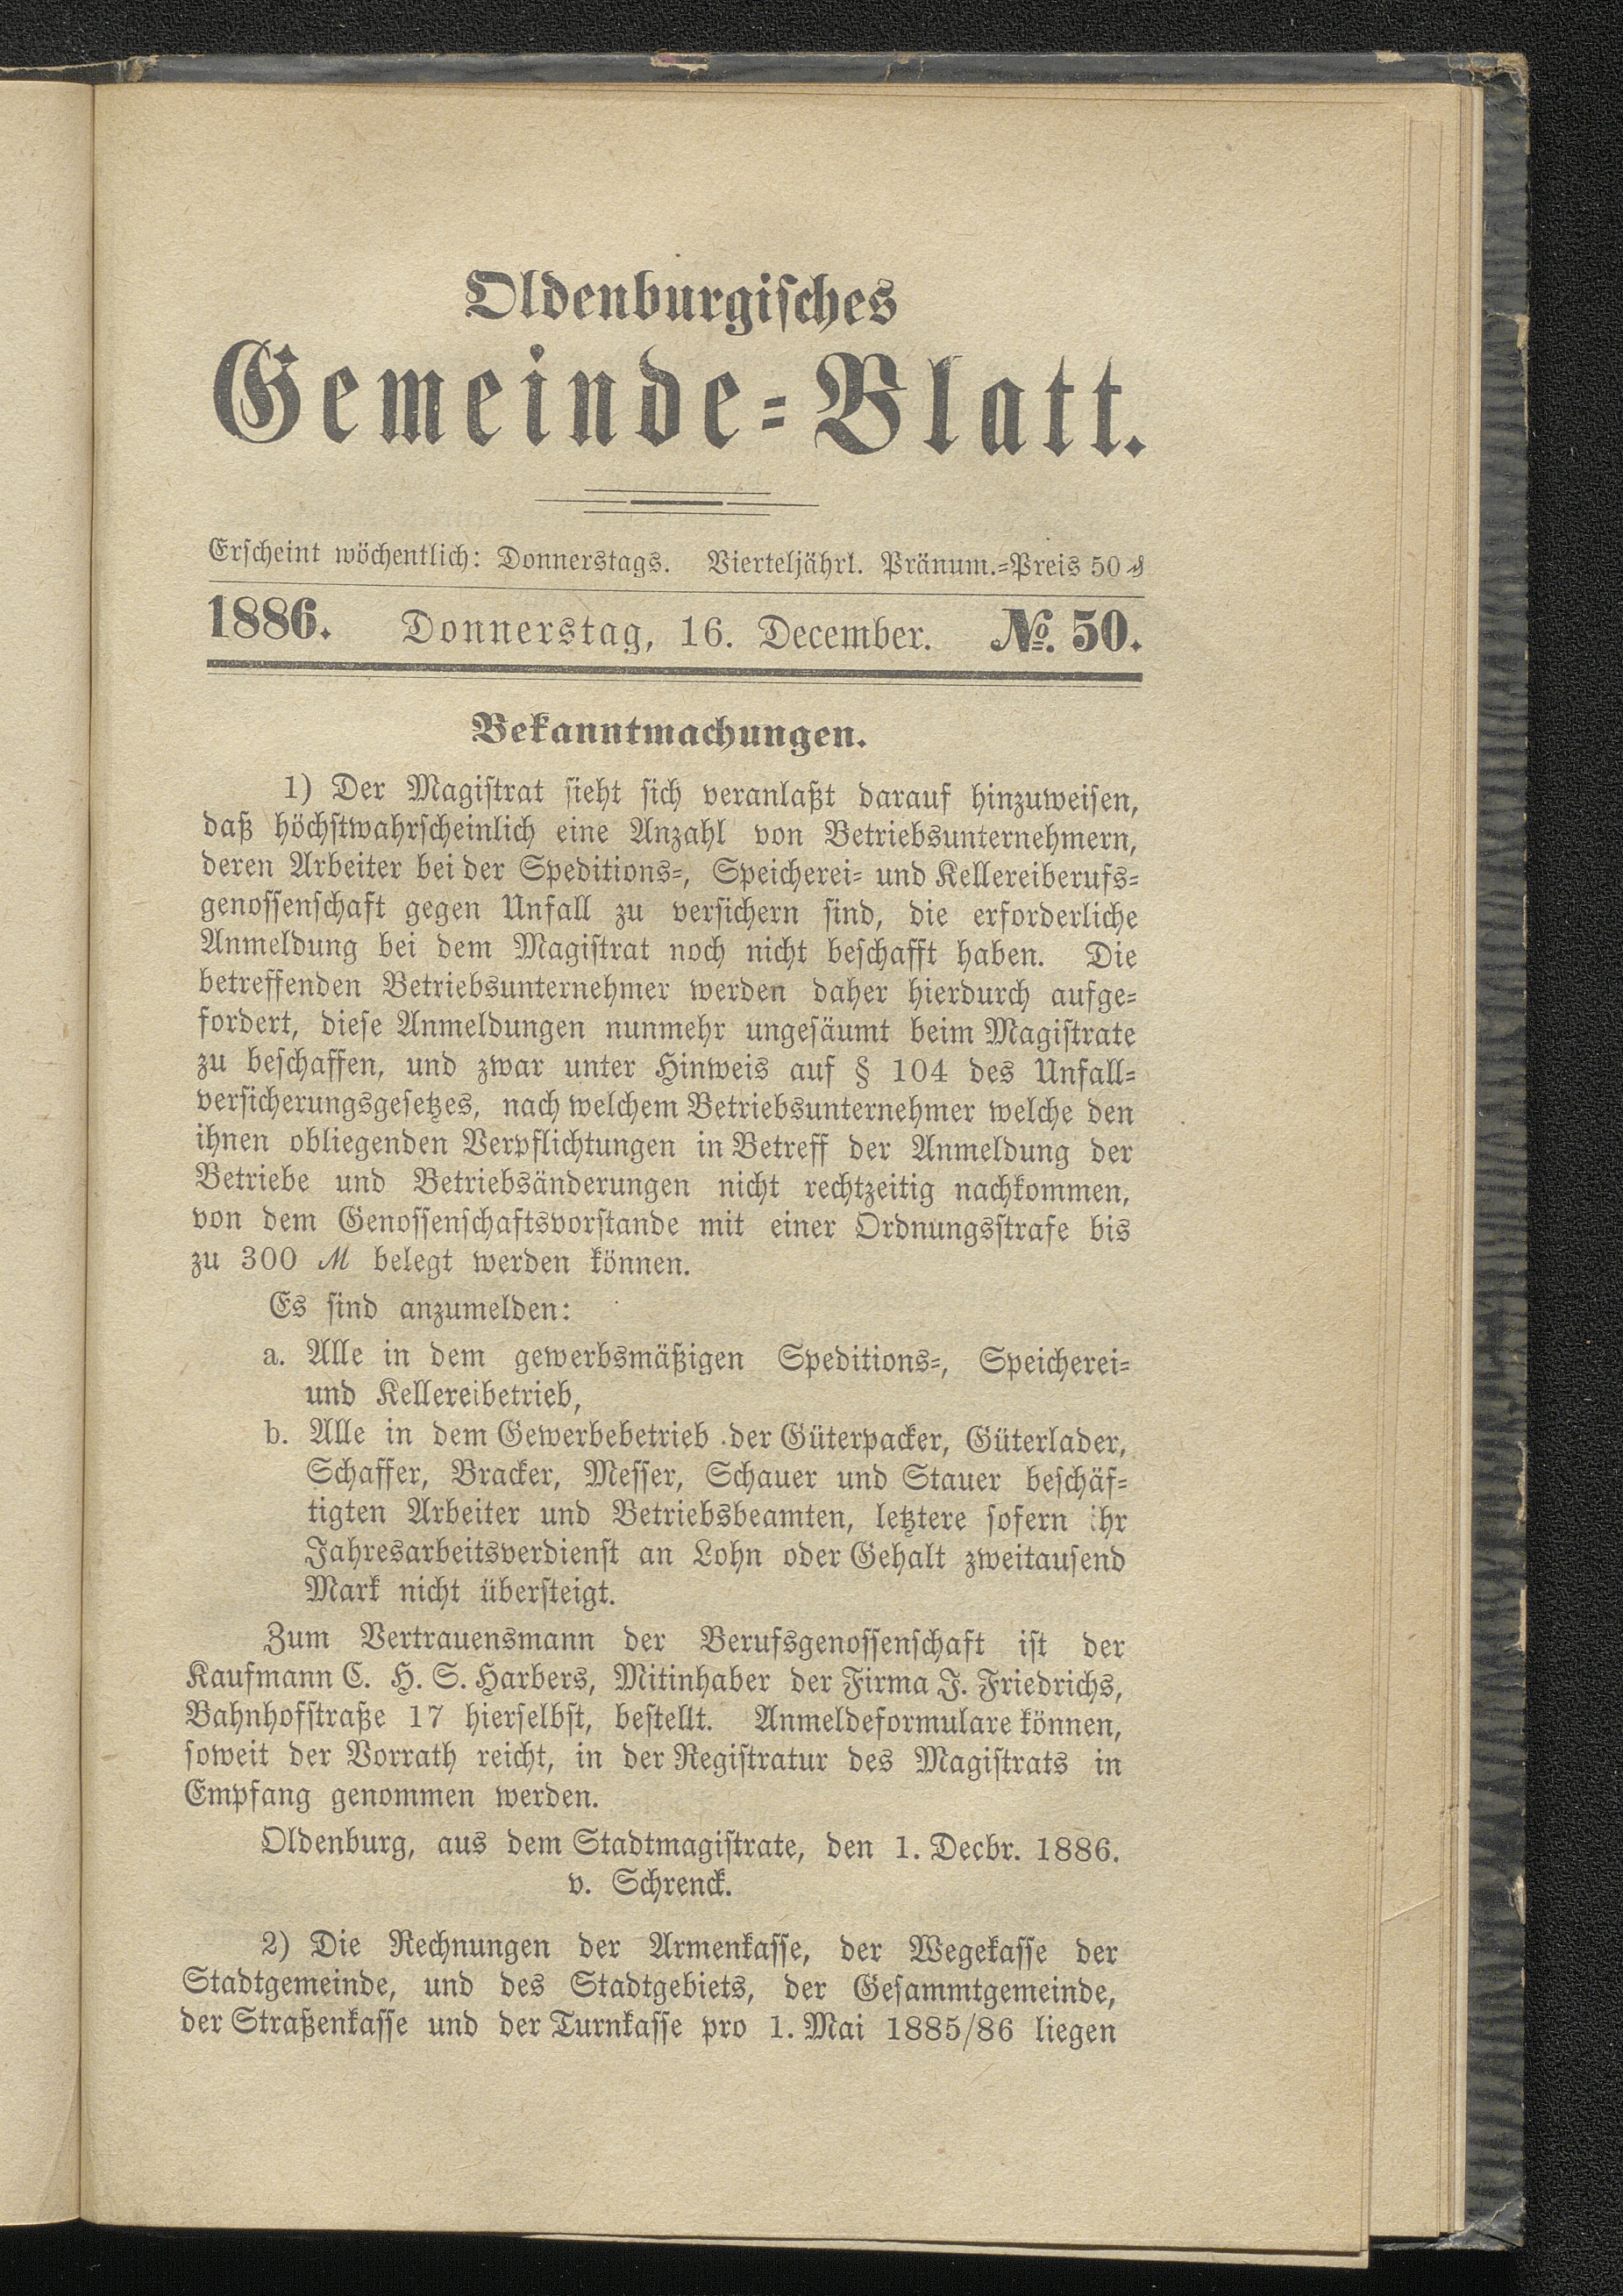 Oldenburgisches
Gemeinde-Blatt.
Erscheint wöchentlich: Donnerstags. Vierteljährl. Pränum.-Preis 50 ₰
1886. Donnerstag, 16. December. №. 50.
Bekanntmachungen.
1) Der Magistrat sieht sich veranlaßt darauf hinzuweisen,
daß höchstwahrscheinlich eine Anzahl von Betriebsunternehmern,
deren Arbeiter bei der Speditions-, Speicherei- und Kellereiberufs-
genossenschaft gegen Unfall zu versichern sind, die erforderliche
Anmeldung bei dem Magistrat noch nicht beschafft haben. Die
betreffenden Betriebsunternehmer werden daher hierdurch aufge-
fordert, diese Anmeldungen nunmehr ungesäumt beim Magistrate
zu beschaffen, und zwar unter Hinweis auf § 104 des Unfall-
versicherungsgesetzes, nach welchem Betriebsunternehmer welche den
ihnen obliegenden Verpflichtungen in Betreff der Anmeldung der
Betriebe und Betriebsänderungen nicht rechtzeitig nachkommen,
von dem Genossenschaftsvorstande mit einer Ordnungsstrafe bis
zu 300 ℳ belegt werden können.
Es sind anzumelden:
a. Alle in dem gewerbsmäßigen Speditions-, Speicherei-
und Kellereibetrieb,
b. Alle in dem Gewerbebetrieb der Güterpacker, Güterlader,
Schaffer, Bracker, Messer, Schauer und Stauer beschäf-
tigten Arbeiter und Betriebsbeamten, letztere sofern ihr
Jahresarbeitsverdienst an Lohn oder Gehalt zweitausend
Mark nicht übersteigt.
Zum Vertrauensmann der Berufsgenossenschaft ist der
Kaufmann C. H. S. Harbers, Mitinhaber der Firma J. Friedrichs,
Bahnhofstraße 17 hierselbst, bestellt. Anmeldeformulare können,
soweit der Vorrath reicht, in der Registratur des Magistrats in
Empfang genommen werden.
Oldenburg, aus dem Stadtmagistrate, den 1. Decbr. 1886.
v. Schrenck.
2) Die Rechnungen der Armenkasse, der Wegekasse der
Stadtgemeinde, und des Stadtgebiets, der Gesammtgemeinde,
der Straßenkasse und der Turnkasse pro 1. Mai 1885/86 liegen